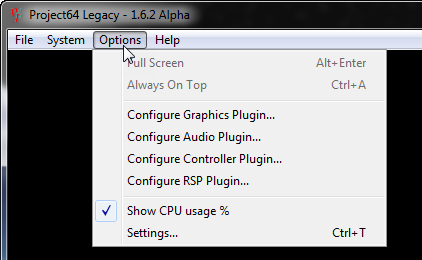 Project64 Legacy - 1.6.2 Alpha
File System Options Help
Full Screen Alt+Enter
Always On Top Ctrl+A
Configure Graphics Plugin...
Configure Audio Plugin...
Configure Controller Plugin...
Configure RSP Plugin...
Show CPU usage %
Settings... Ctrl+T